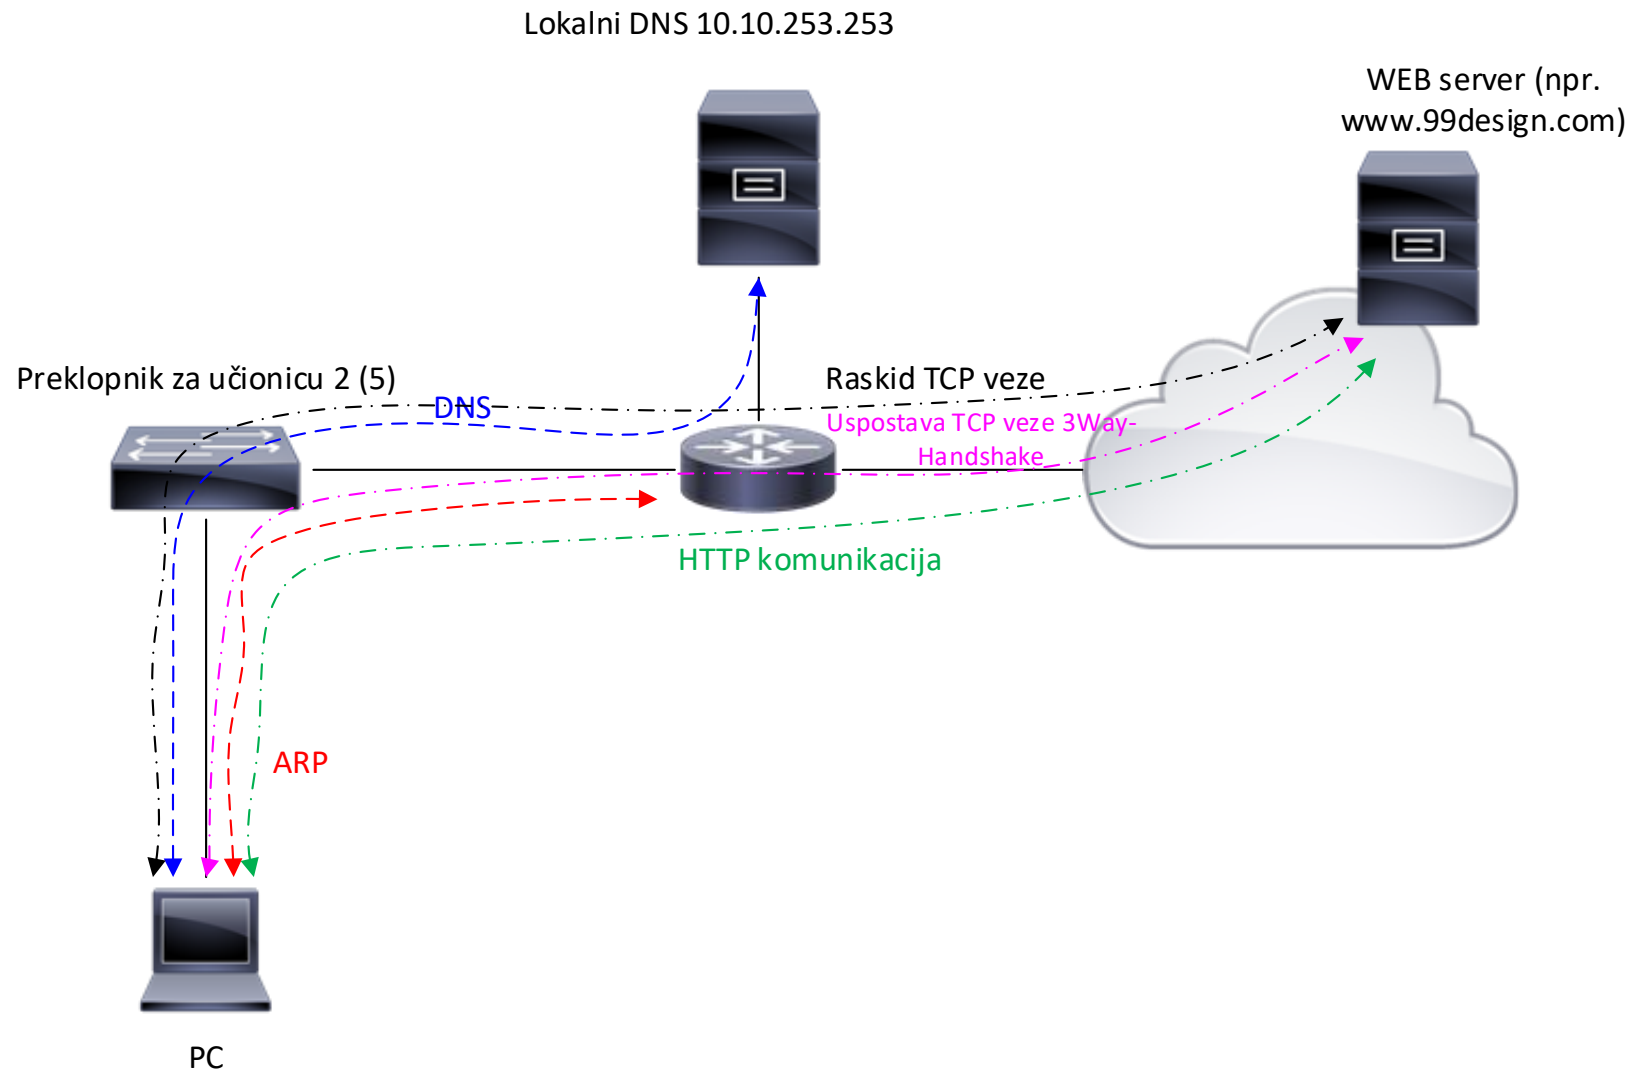 Lokalni DNS 10.10.253.253
WEB server (npr.
www.99design.com)
Preklopnik za učionicu 2 (5)
Raskid TCP veze
DNS
Uspostava TCP veze 3Way-
Handshake
HTTP komunikacija
ARP
PC